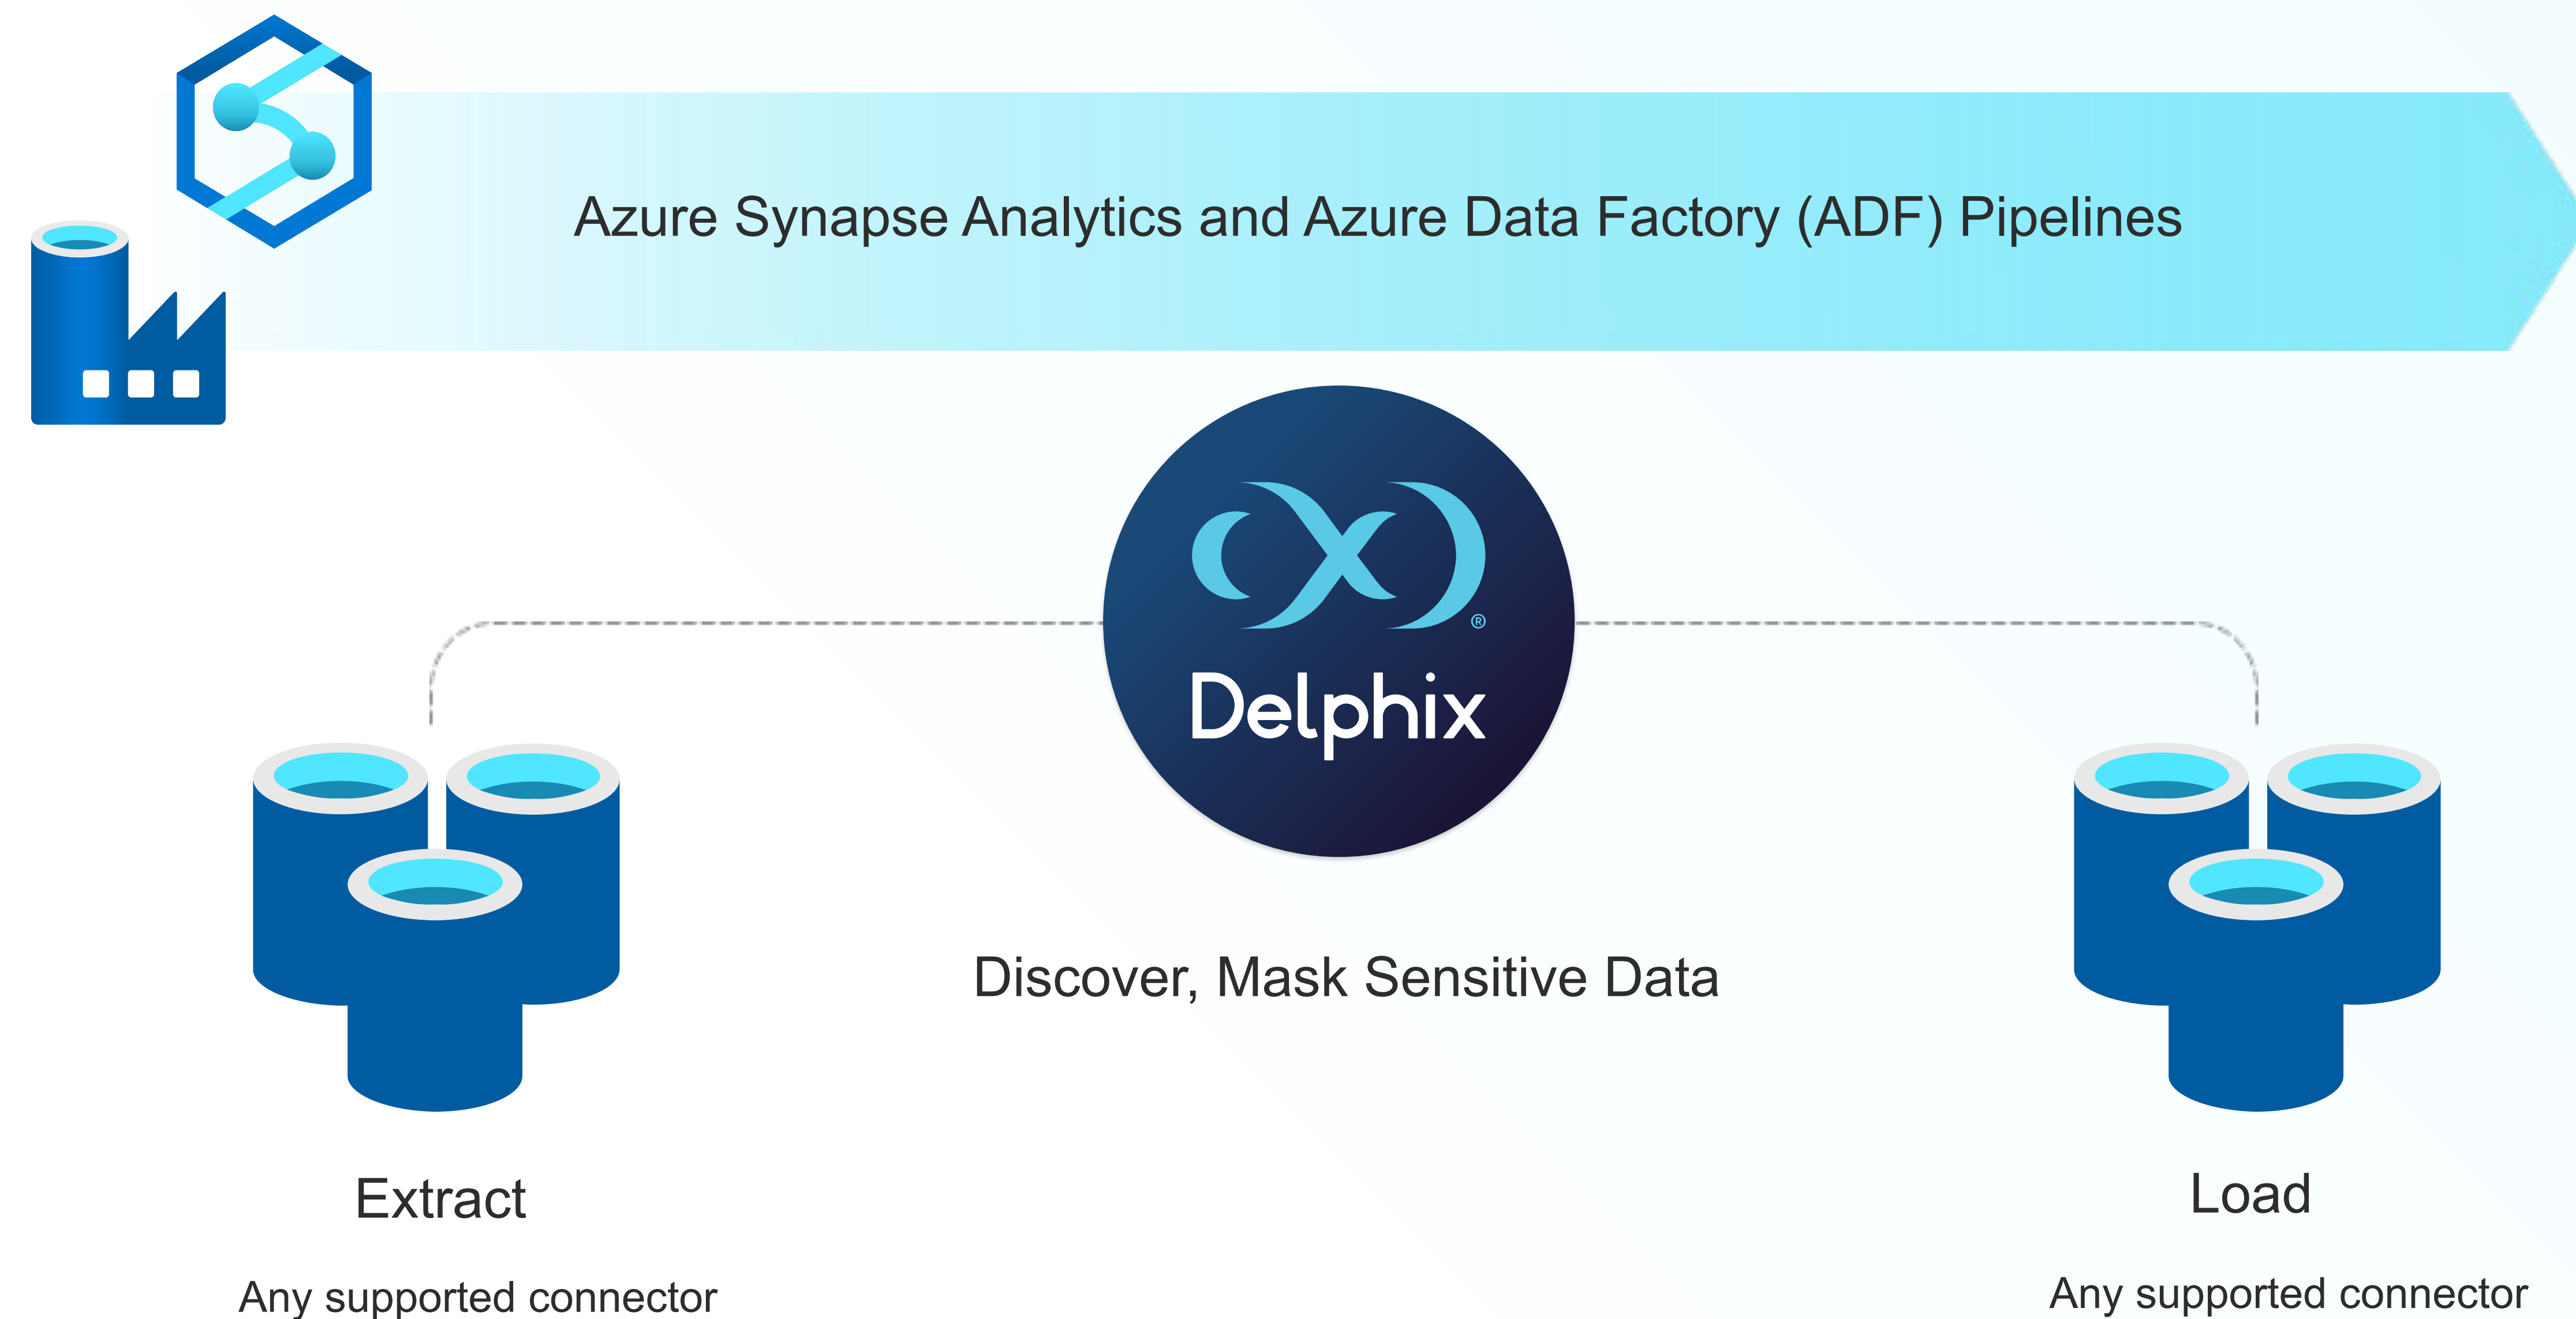 Azure Synapse Analytics and Azure Data Factory (ADF) Pipelines
®
Delphix
Discover, Mask Sensitive Data
Extract
Load
Any supported connector
Any supported connector